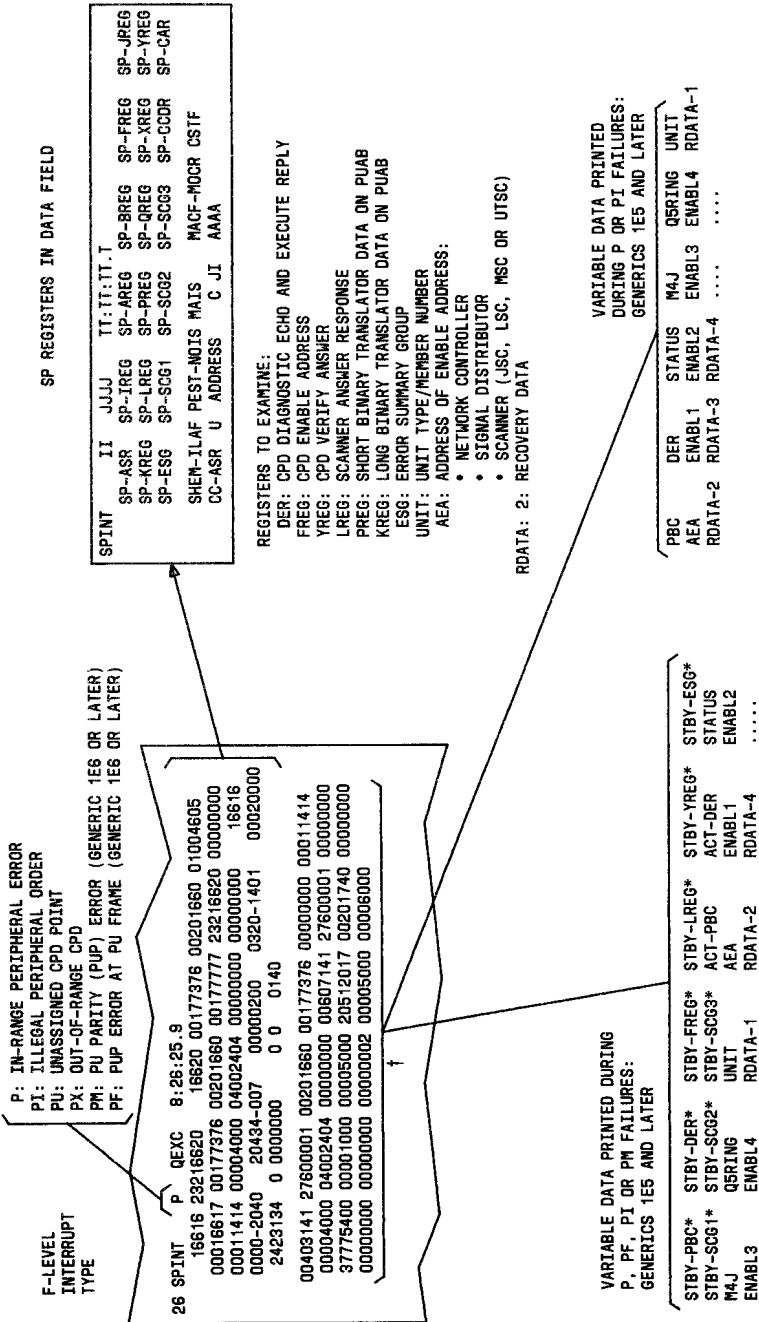 F-LEVEL
INTERRUPT
TYPE
P: IN-RANGE PERIPHERAL ERROR
PI: ILLEGAL PERIPHERAL ORDER
PU: UNASSIGNED CPD POINT
PX: OUT-OF-RANGE CPD
PM: PU PARITY (PUP) ERROR (GENERIC 1E6 OR LATER)
PF: PUP ERROR AT PU FRAME (GENERIC 1E6 OR LATER)
26 SPINT P QEXC 8:26:25.9
16616 23216620 16620 00177376 00201660 01004605
00016617 00177376 00201660 00177777 23216620 00000000
00011414 00004000 04002404 00000000 00000000 16616
0000-2040 20434-007 00000200 0320-1401 00020000
2423134 0 0000000 0 0 0140
00403141 27600001 00201660 00177376 00000000 00011414
00004000 04002404 00000000 00607141 27600001 00000000
37775400 00001000 00005000 20512017 00201740 00000000
00000000 00000000 00000002 00005000 00006000
†
SP REGISTERS IN DATA FIELD
SPINT II JJJJ TT:TT:TT.T
SP-ASR SP-IREG SP-AREG SP-BREG SP-FREG SP-JREG
SP-KREG SP-LREG SP-PREG SP-QREG SP-XREG SP-YREG
SP-ESG SP-SCG1 SP-SCG2 SP-SCG3 SP-CCDR SP-CAR
SHEM-ILAF PEST-NOIS MAIS MACF-MOCR CSTF
CC-ASR U ADDRESS C JI AAAA
REGISTERS TO EXAMINE:
DER: CPD DIAGNOSTIC ECHO AND EXECUTE REPLY
FREG: CPD ENABLE ADDRESS
YREG: CPD VERIFY ANSWER
LREG: SCANNER ANSWER RESPONSE
PREG: SHORT BINARY TRANSLATOR DATA ON PUAB
KREG: LONG BINARY TRANSLATOR DATA ON PUAB
ESG: ERROR SUMMARY GROUP
UNIT: UNIT TYPE/MEMBER NUMBER
AEA: ADDRESS OF ENABLE ADDRESS:
• NETWORK CONTROLLER
• SIGNAL DISTRIBUTOR
• SCANNER (JSC, LSC, MSC OR UTSC)
RDATA: 2: RECOVERY DATA
VARIABLE DATA PRINTED DURING
P, PF, PI OR PM FAILURES:
GENERICS 1E5 AND LATER
STBY-PBC* STBY-DER* STBY-FREG* STBY-LREG* STBY-YREG* STBY-ESG*
STBY-SCG1* STBY-SCG2* STBY-SCG3* ACT-PBC ACT-DER STATUS
M4J Q5RING UNIT AEA ENABL1 ENABL2
ENABL3 ENABL4 RDATA-1 RDATA-2 RDATA-4 .....
VARIABLE DATA PRINTED
DURING P OR PI FAILURES:
GENERICS 1E5 AND LATER
PBC DER STATUS M4J Q5RING UNIT
AEA ENABL1 ENABL2 ENABL3 ENABL4 RDATA-1
RDATA-2 RDATA-3 RDATA-4 .... ....